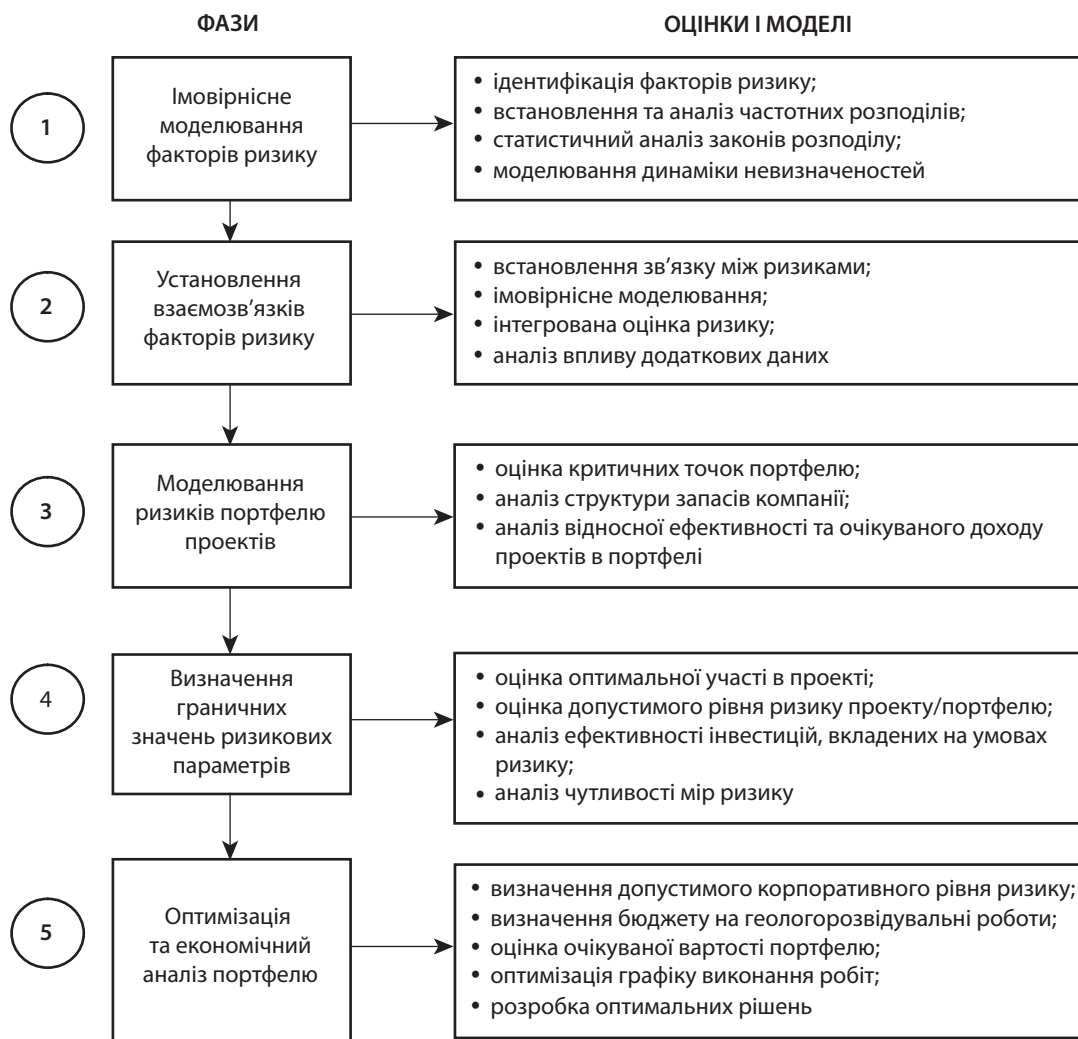 ФАЗИ
ОЦІНКИ І МОДЕЛІ
1
Імовірнісне
моделювання
факторів ризику
• ідентифікація факторів ризику;
• встановлення та аналіз частотних розподілів;
• статистичний аналіз законів розподілу;
• моделювання динаміки невизначеностей
2
Установлення
взаємозв'язків
факторів ризику
• встановлення зв'язку між ризиками;
• імовірнісне моделювання;
• інтегрована оцінка ризику;
• аналіз впливу додаткових даних
3
Моделювання
ризиків портфелю
проектів
• оцінка критичних точок портфелю;
• аналіз структури запасів компанії;
• аналіз відносної ефективності та очікуваного доходу
проектів в портфелі
4
Визначення
граничних
значень ризикових
параметрів
• оцінка оптимальної участі в проекті;
• оцінка допустимого рівня ризику проекту/портфелю;
• аналіз ефективності інвестицій, вкладених на умовах
ризику;
• аналіз чутливості мір ризику
5
Оптимізація
та економічний
аналіз портфелю
• визначення допустимого корпоративного рівня ризику;
• визначення бюджету на геологорозвідувальні роботи;
• оцінка очікуваної вартості портфелю;
• оптимізація графіку виконання робіт;
• розробка оптимальних рішень